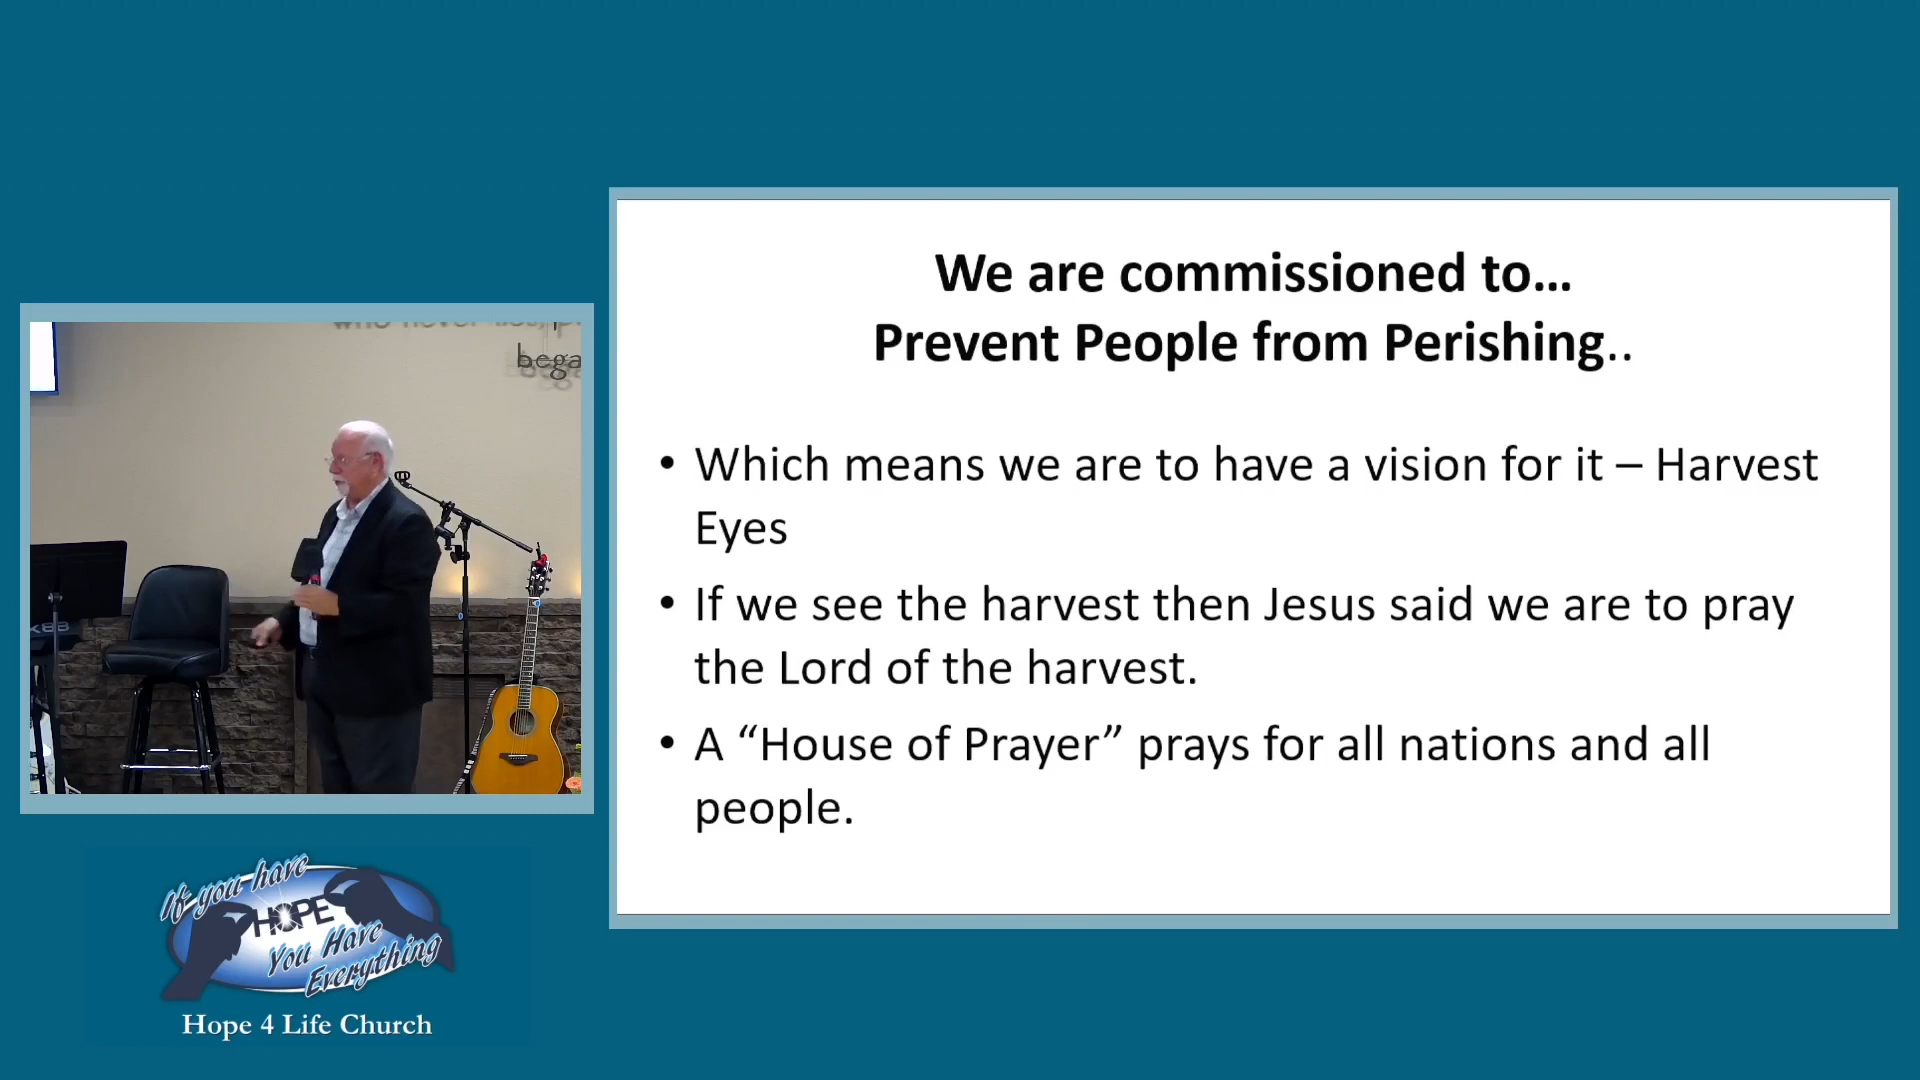 We are commissioned to...
Prevent People from Perishing..
• Which means we are to have a vision for it – Harvest
Eyes
• If we see the harvest then Jesus said we are to pray
the Lord of the harvest.
• A “House of Prayer” prays for all nations and all
people.
who never lies,
bega
If you have
HOPE
You Have
Everything
Hope 4 Life Church